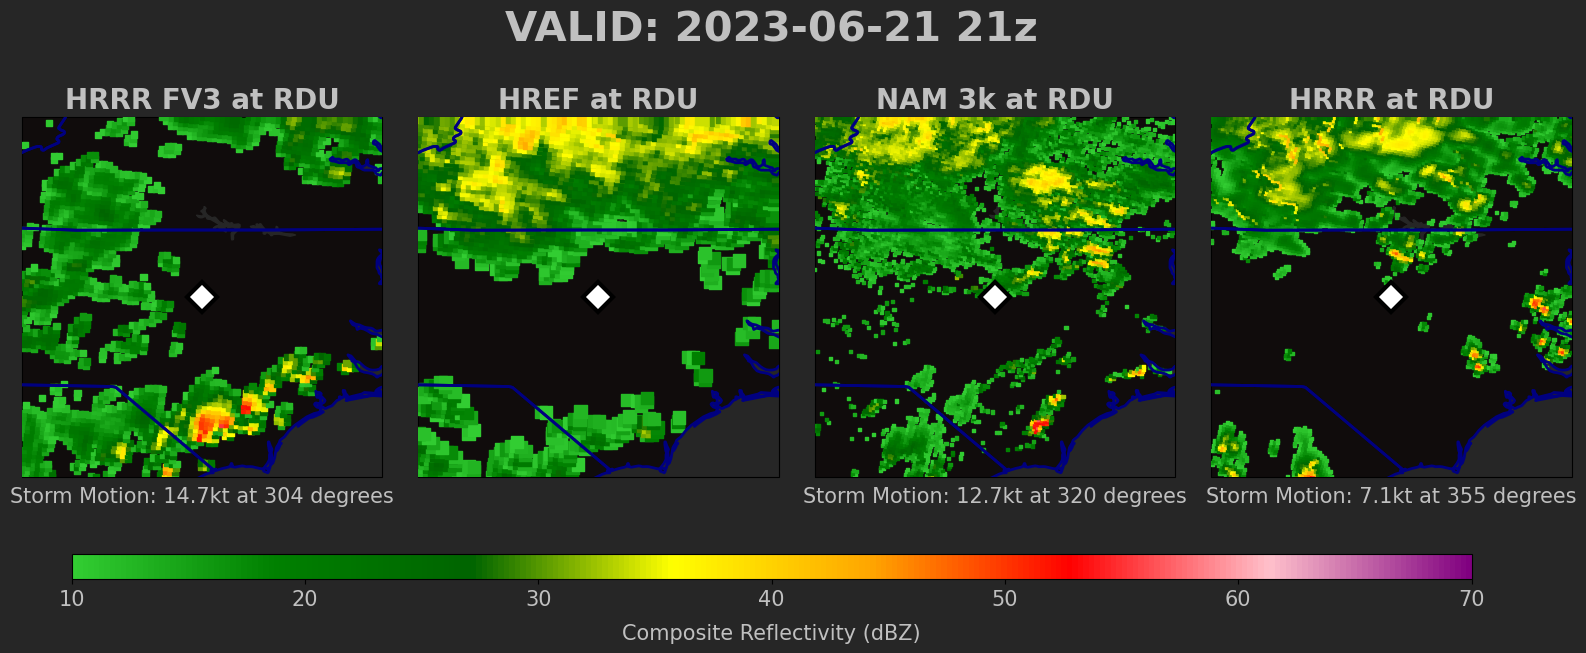 VALID: 2023-06-21 21z
HRRR FV3 at RDU
HREF at RDU
NAM 3k at RDU
HRRR at RDU
Storm Motion: 14.7kt at 304 degrees
Storm Motion: 12.7kt at 320 degrees
Storm Motion: 7.1kt at 355 degrees
10 20 30 40 50 60 70
Composite Reflectivity (dBZ)